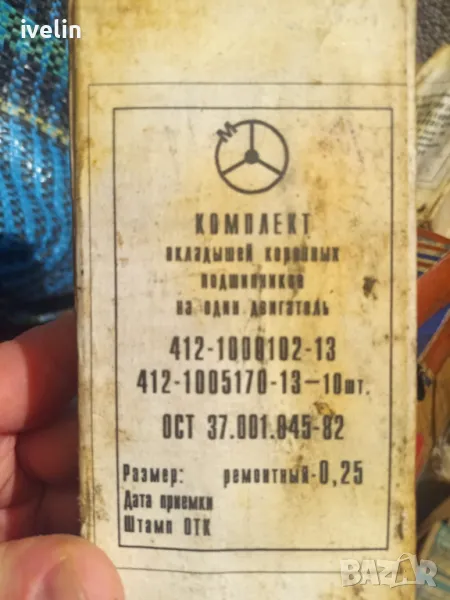 ivelin
М
КОМПЛЕКТ
вкладышей коренных
подшипников
на один двигатель
412-1000102-13
412-1005170-13-10шт.
ОСТ 37.001.045-82
Размер: ремонтный-0,25
Дата приемки
Штамп ОТК
BAZAR